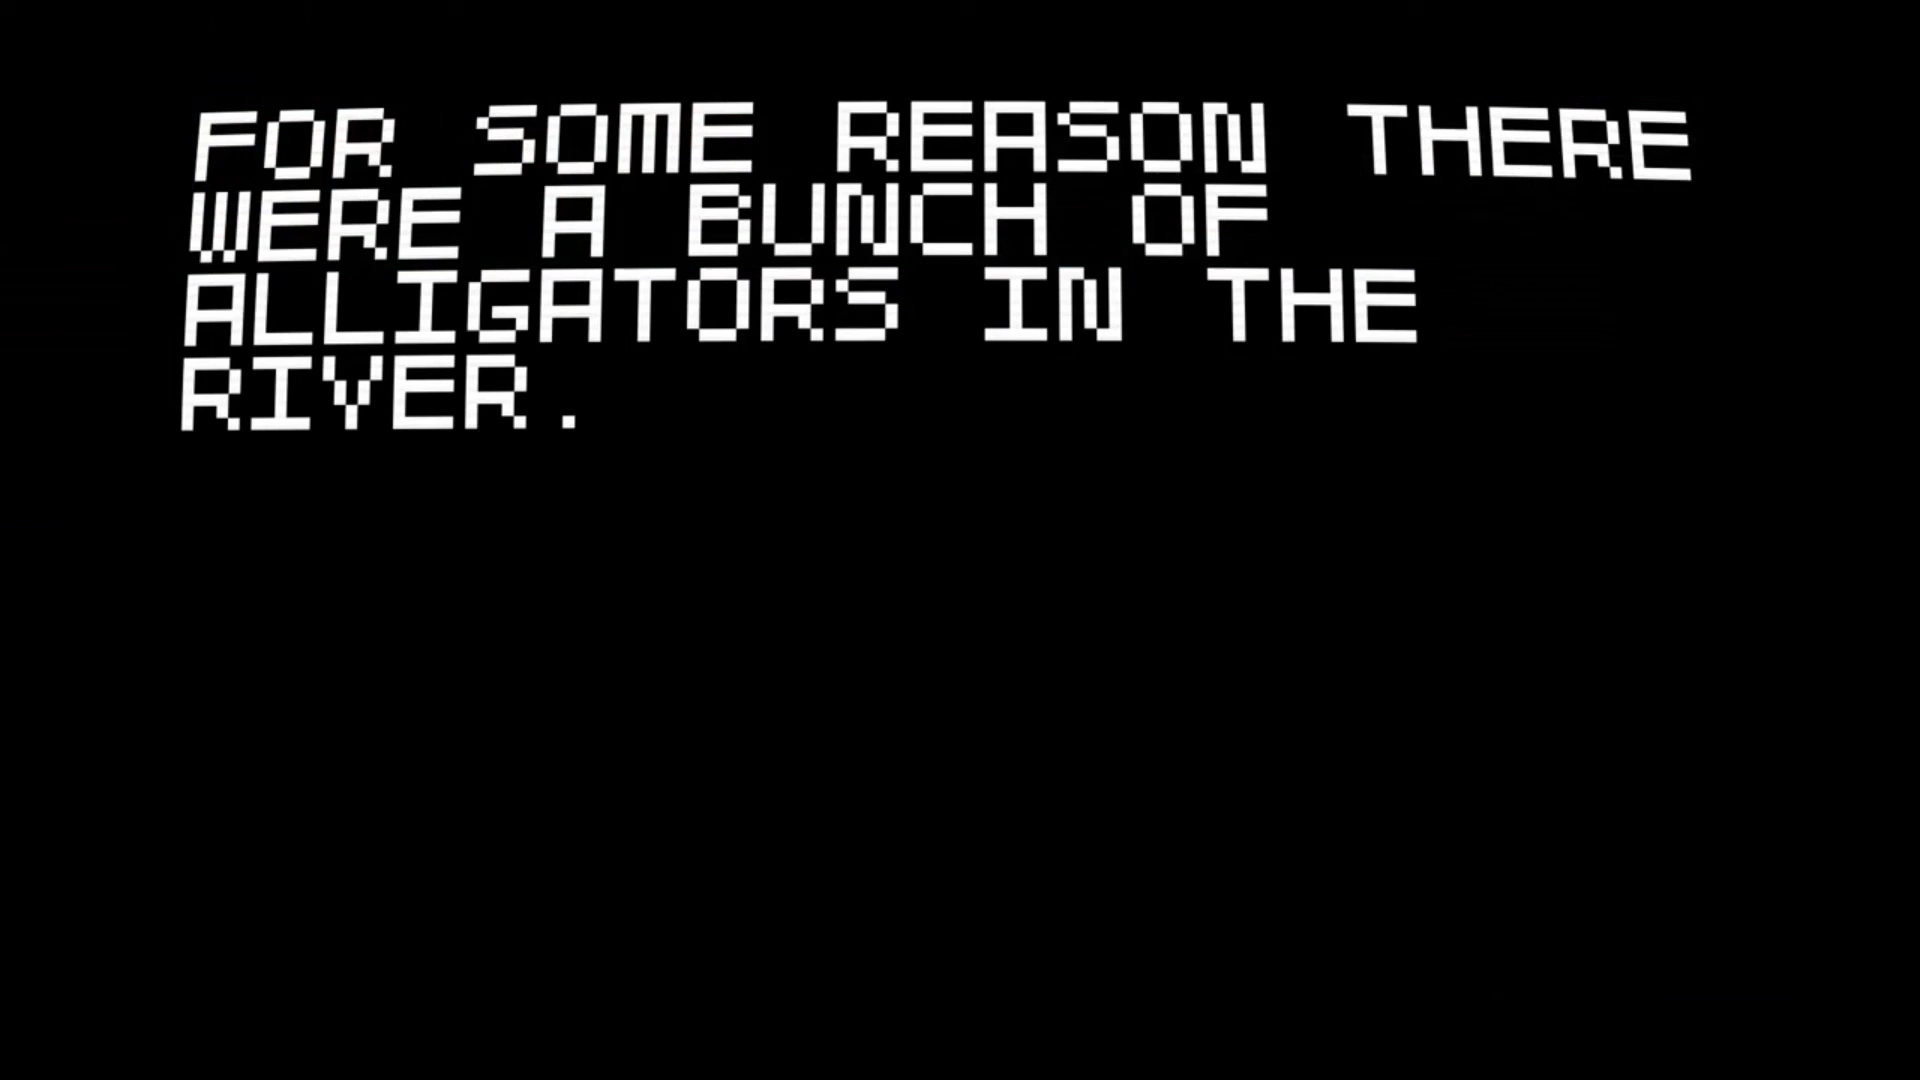 FOR SOME REASON THERE
WERE A BUNCH OF
ALLIGATORS IN THE
RIVER.